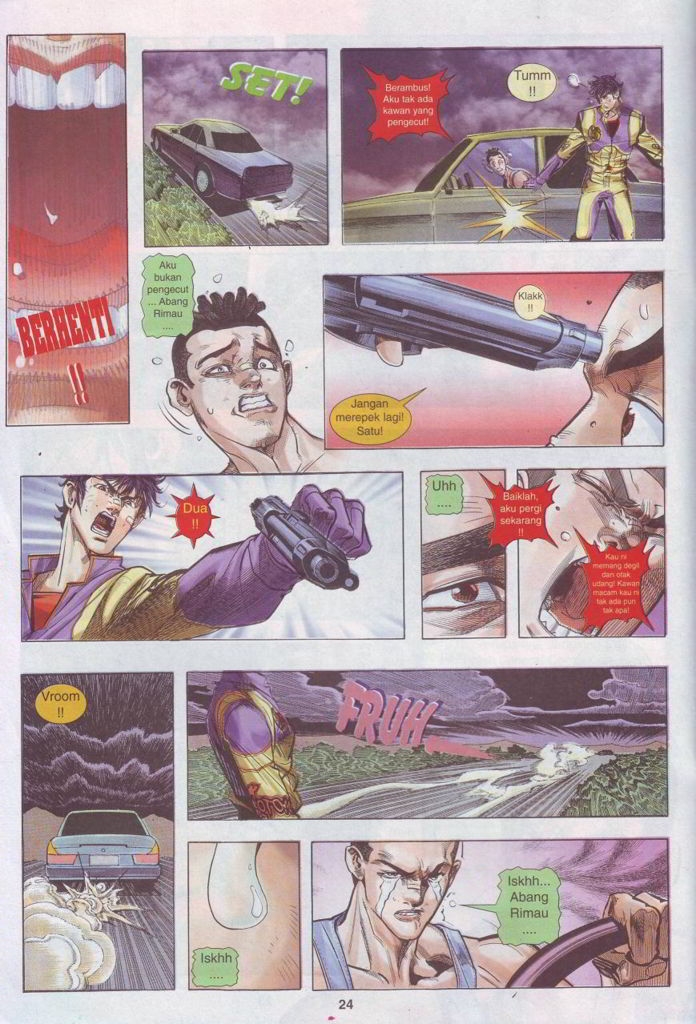 BERHENTI
!!
SET!
Berambus!
Aku tak ada
kawan yang
pengecut!
Tumm
!!
Aku
bukan
pengecut
... Abang
Rimau
....
Klakk
!!
Jangan
merepek lagi!
Satu!
Dua
!!
Uhh
....
Baiklah,
aku pergi
sekarang
!!
Kau ni
memang degil
dan otak
udang! Kawan
macam kau ni
tak ada pun
tak apa!
Vroom
!!
FRUH
Iskhh
....
Iskhh...
Abang
Rimau
....
24